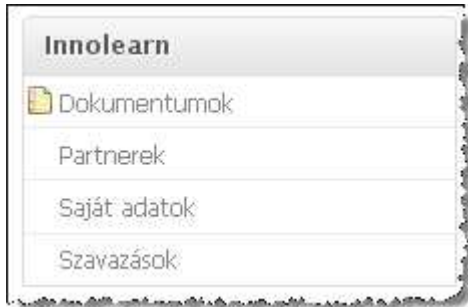 Innolearn
Dokumentumok
Partnerek
Saját adatok
Szavazások